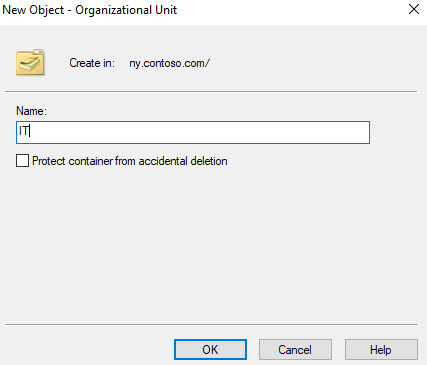 New Object - Organizational Unit
Create in: ny.contoso.com/
Name:
IT
Protect container from accidental deletion
OK Cancel Help